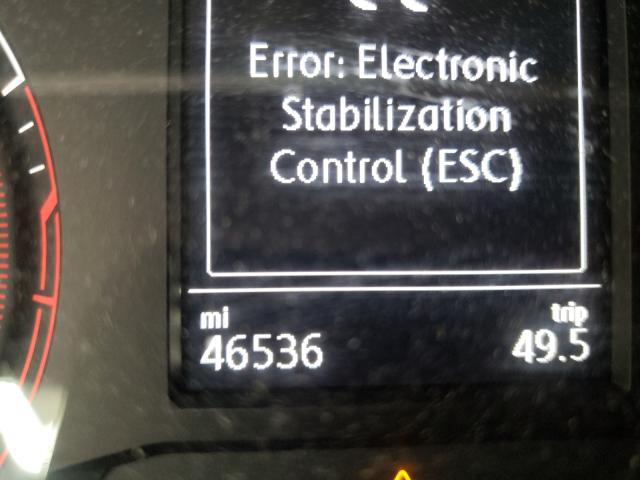 Error: Electronic
Stabilization
Control (ESC)
mi trip
46536 49.5